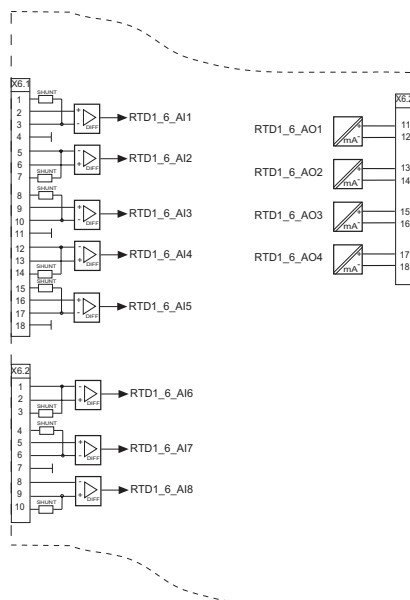 X6.1
1 SHUNT
2 +
3 - DIFF RTD1_6_AI1
4
5 -
6 + DIFF RTD1_6_AI2
7 SHUNT
8 SHUNT
9 +
10 - DIFF RTD1_6_AI3
11
12 +
13 - DIFF RTD1_6_AI4
14 SHUNT
15 SHUNT
16 +
17 - DIFF RTD1_6_AI5
18
X6.2
1 -
2 + DIFF RTD1_6_AI6
3 SHUNT
4 SHUNT
5 +
6 - DIFF RTD1_6_AI7
7
8 -
9 + DIFF RTD1_6_AI8
10 SHUNT
RTD1_6_AO1 mA + - 11 12
RTD1_6_AO2 mA + - 13 14
RTD1_6_AO3 mA + - 15 16
RTD1_6_AO4 mA + - 17 18